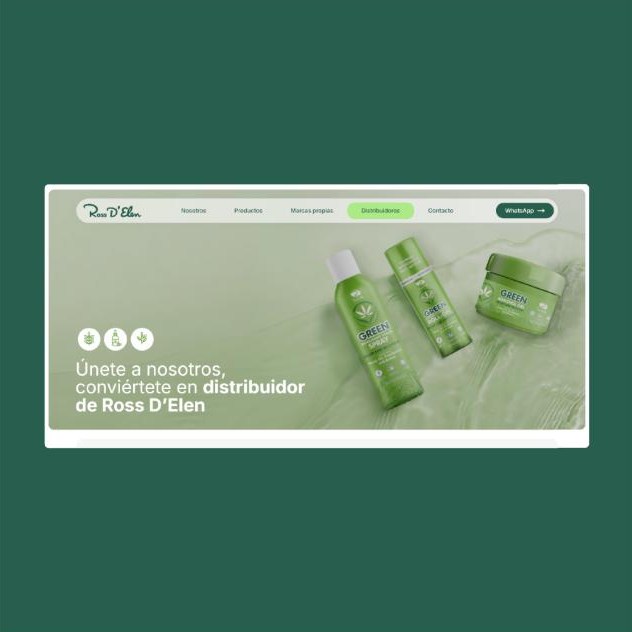 Ross D'Elen
Nosotros
Productos
Marcas propias
Distribuidores
Contacto
WhatsApp →
GREEN
SPRAY
GREEN
GREEN
Únete a nosotros,
conviértete en distribuidor
de Ross D'Elen